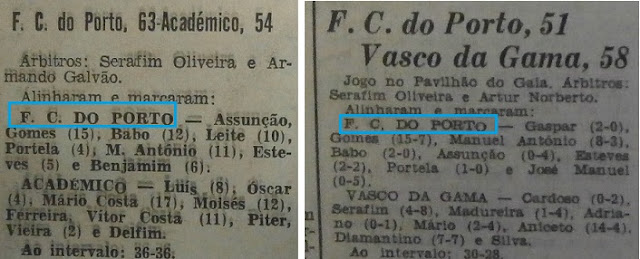 F. C. do Porto, 63-Académico, 54
Árbitros: Serafim Oliveira e Ar-
mando Galvão.
Alinharam e marcaram:
F. C. DO PORTO — Assunção,
Gomes (15), Babo (12), Leite (10),
Portela (4), M. António (11), Este-
ves (5) e Benjamim (6).
ACADÉMICO — Luís (8), Óscar
(4), Mário Costa (17), Moisés (12),
Ferreira, Vítor Costa (11), Piter,
Vieira (2) e Delfim.
Ao intervalo: 36-36.
F. C. do Porto, 51
Vasco da Gama, 58
Jogo no Pavilhão do Gaia. Árbitros:
Serafim Oliveira e Artur Norberto.
Alinharam e marcaram:
F. C. DO PORTO — Gaspar (2-0),
Gomes (15-7), Manuel António (8-3),
Babo (2-0), Assunção (0-4), Esteves
(2-2), Portela (1-0) e José Manuel
(0-5).
VASCO DA GAMA — Cardoso (0-2),
Serafim (4-8), Madureira (1-4), Adria-
no (0-1), Mário (2-4), Aniceto (14-4),
Diamantino (7-7) e Silva.
Ao intervalo: 30-28.